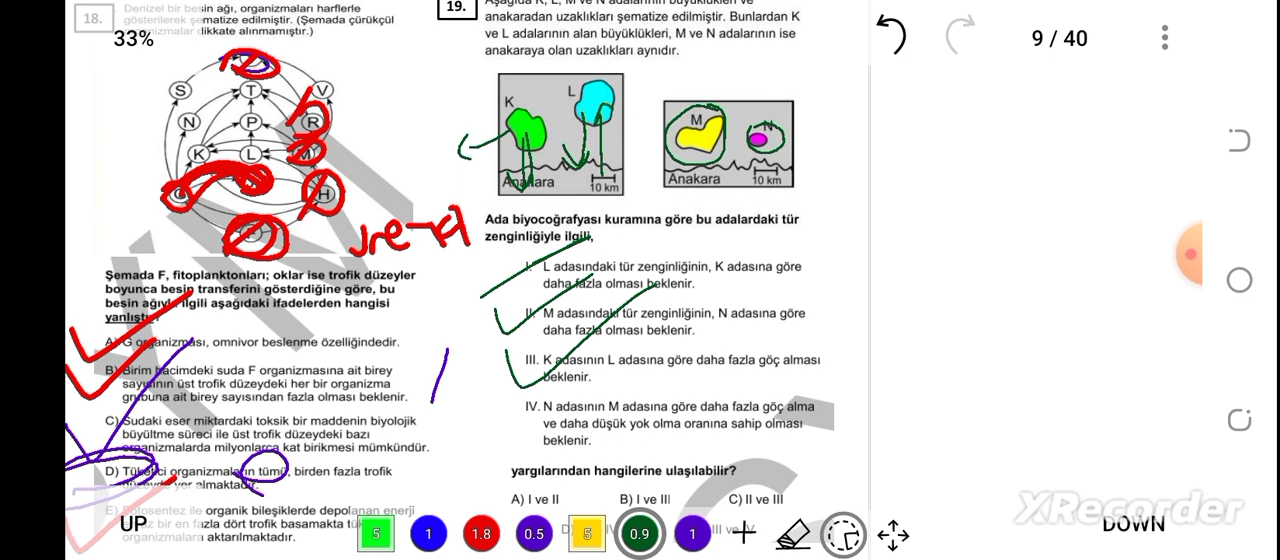 33%
9 / 40
18.
Denizel bir besin ağı, organizmaları harflerle
gösterilerek şematize edilmiştir. (Şemada çürükçül
organizmalar dikkate alınmamıştır.)
S
T
V
N
P
R
K
L
M
H
Şemada F, fitoplanktonları; oklar ise trofik düzeyler
boyunca besin transferini gösterdiğine göre, bu
besin ağıyla ilgili aşağıdaki ifadelerden hangisi
yanlıştır?
A) G organizması, omnivor beslenme özelliğindedir.
B) Birim hacimdeki suda F organizmasına ait birey
sayısının üst trofik düzeydeki her bir organizma
grubuna ait birey sayısından fazla olması beklenir.
C) Sudaki eser miktardaki toksik bir maddenin biyolojik
büyültme süreci ile üst trofik düzeydeki bazı
organizmalarda milyonlarca kat birikmesi mümkündür.
D) Tüketici organizmaların tümü, birden fazla trofik
düzeyde yer almaktadır.
E) Fotosentez ile organik bileşiklerde depolanan enerji
bir en fazla dört trofik basamakta
organizmalara aktarılmaktadır.
19.
Aşağıda K, L, M ve N adalarının büyüklükleri ve
anakaradan uzaklıkları şematize edilmiştir. Bunlardan K
ve L adalarının alan büyüklükleri, M ve N adalarının ise
anakaraya olan uzaklıkları aynıdır.
K
L
Anakara
10 km
M
N
Anakara
10 km
Ada biyocoğrafyası kuramına göre bu adalardaki tür
zenginliğiyle ilgili,
I. L adasındaki tür zenginliğinin, K adasına göre
daha fazla olması beklenir.
II. M adasındaki tür zenginliğinin, N adasına göre
daha fazla olması beklenir.
III. K adasının L adasına göre daha fazla göç alması
beklenir.
IV. N adasının M adasına göre daha fazla göç alma
ve daha düşük yok olma oranına sahip olması
beklenir.
yargılarından hangilerine ulaşılabilir?
A) I ve II B) I ve III C) II ve III
III ve IV
UP
5 1 1.8 0.5 5 0.9 1
XRecorder
DOWN